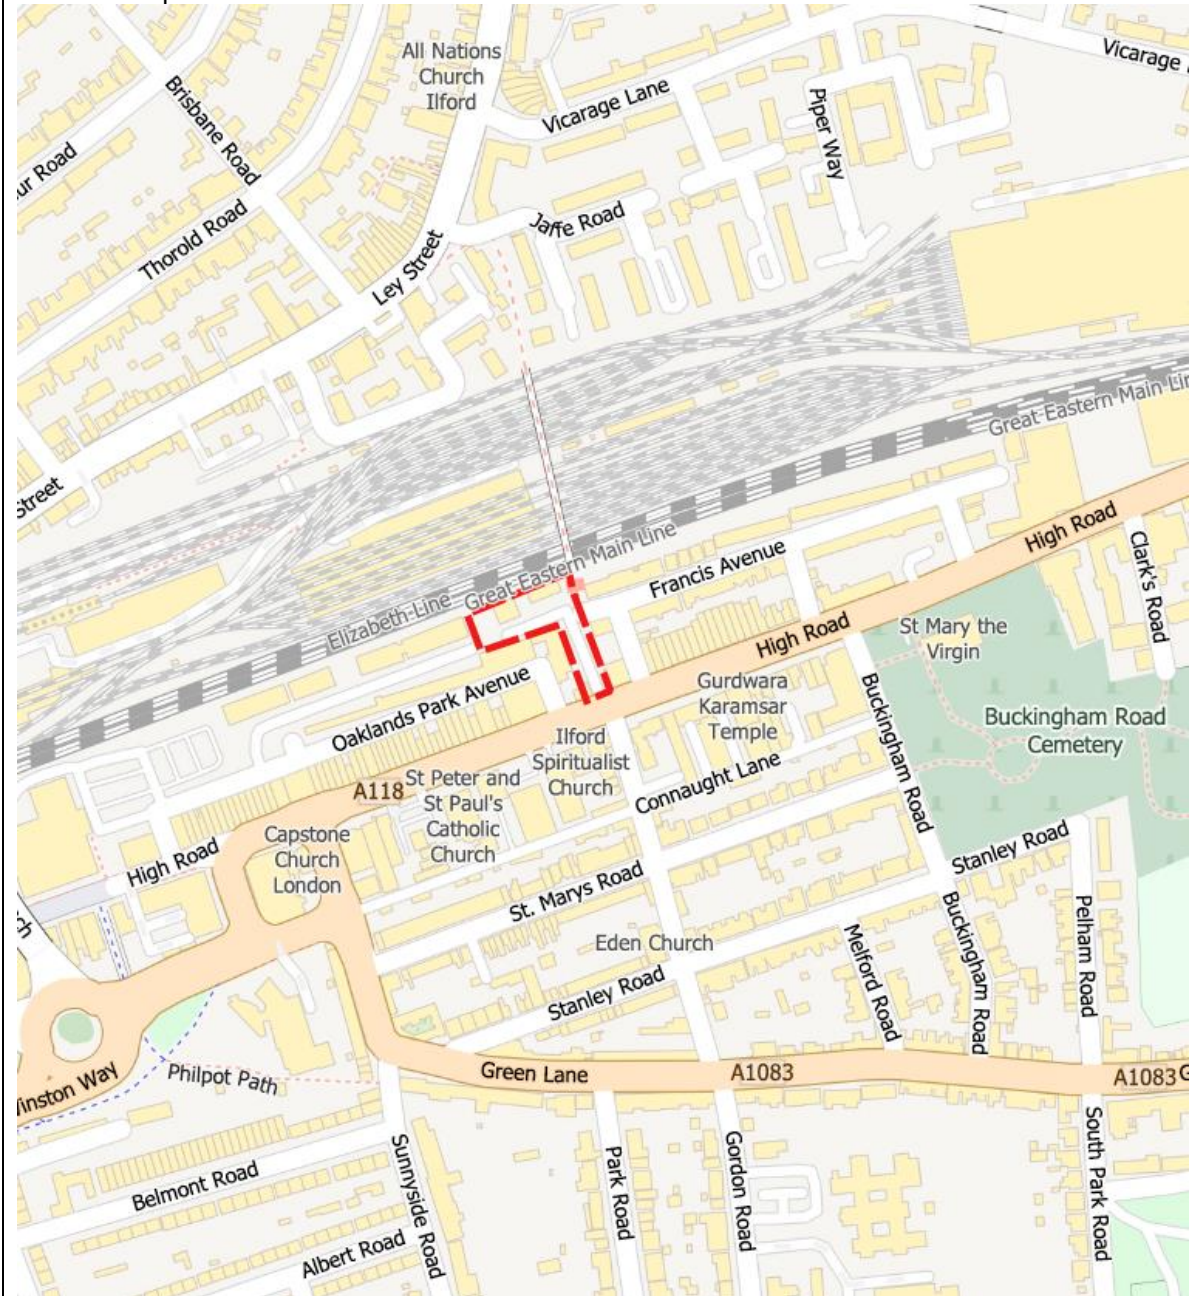 All Nations
Church
Ilford
Vicarage Lane
Vicarage
Brisbane Road
Piper Way
ur Road
Thorold Road
Jaffe Road
Ley Street
Great Eastern Main Lin
Street
High Road
Great Eastern Main Line
Francis Avenue
Clark's Road
Elizabeth Line
High Road
St Mary the
Virgin
Oaklands Park Avenue
Gurdwara
Karamsar
Temple
Buckingham Road
Buckingham Road
Cemetery
Ilford
Spiritualist
Church
A118
St Peter and
St Paul's
Catholic
Church
Connaught Lane
Capstone
Church
London
High Road
Stanley Road
St. Marys Road
ch
Eden Church
Buckingham Road
Pelham Road
Melford Road
Stanley Road
Philpot Path
Green Lane
A1083
A1083
G
inston Way
Sunnyside Road
Park Road
Gordon Road
South Park Road
Belmont Road
Albert Road